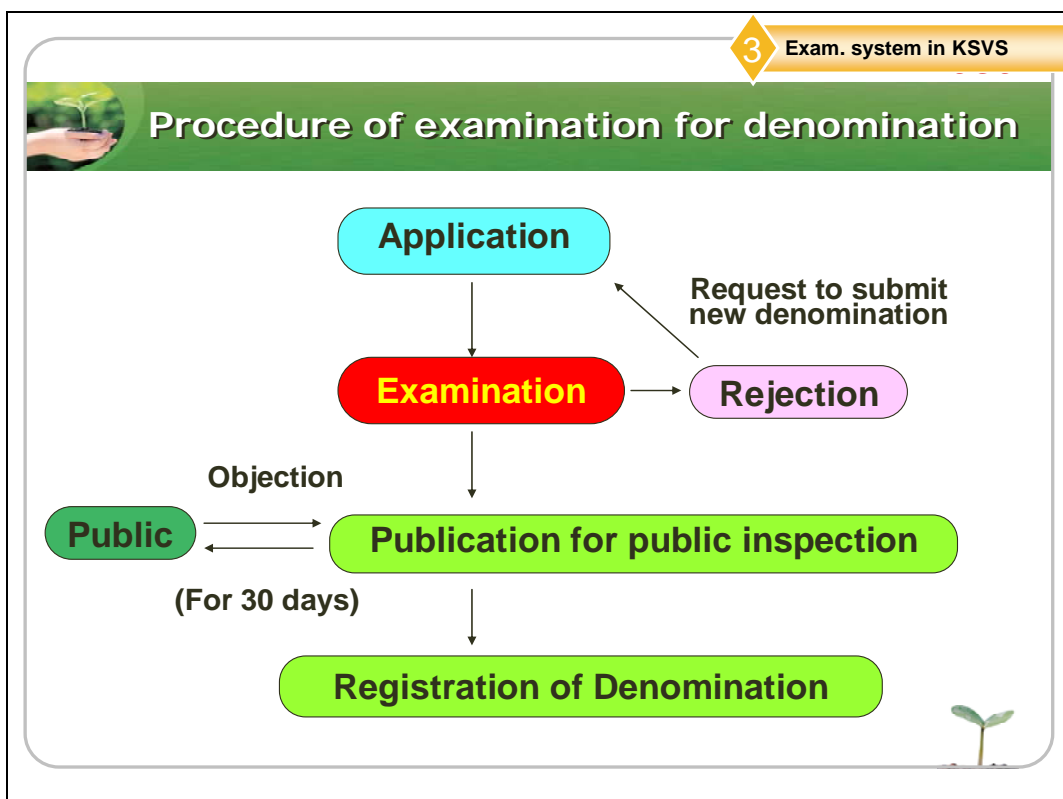 3
Exam. system in KSVS
Procedure of examination for denomination
Application
Request to submit
new denomination
Examination
Rejection
Objection
Public
Publication for public inspection
(For 30 days)
Registration of Denomination